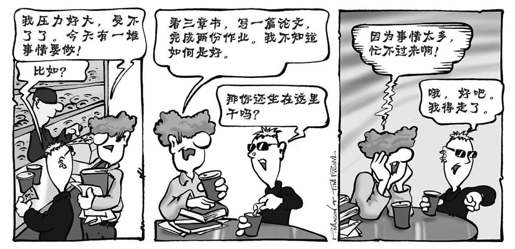 我压力好大，受不
了了。今天有一堆
事情要做！
比如？
看三章书，写一篇论文，
完成两份作业。我不知道
如何是好。
那你还坐在这里
干吗？
因为事情太多，
忙不过来啊！
哦，好吧。
我得走了。